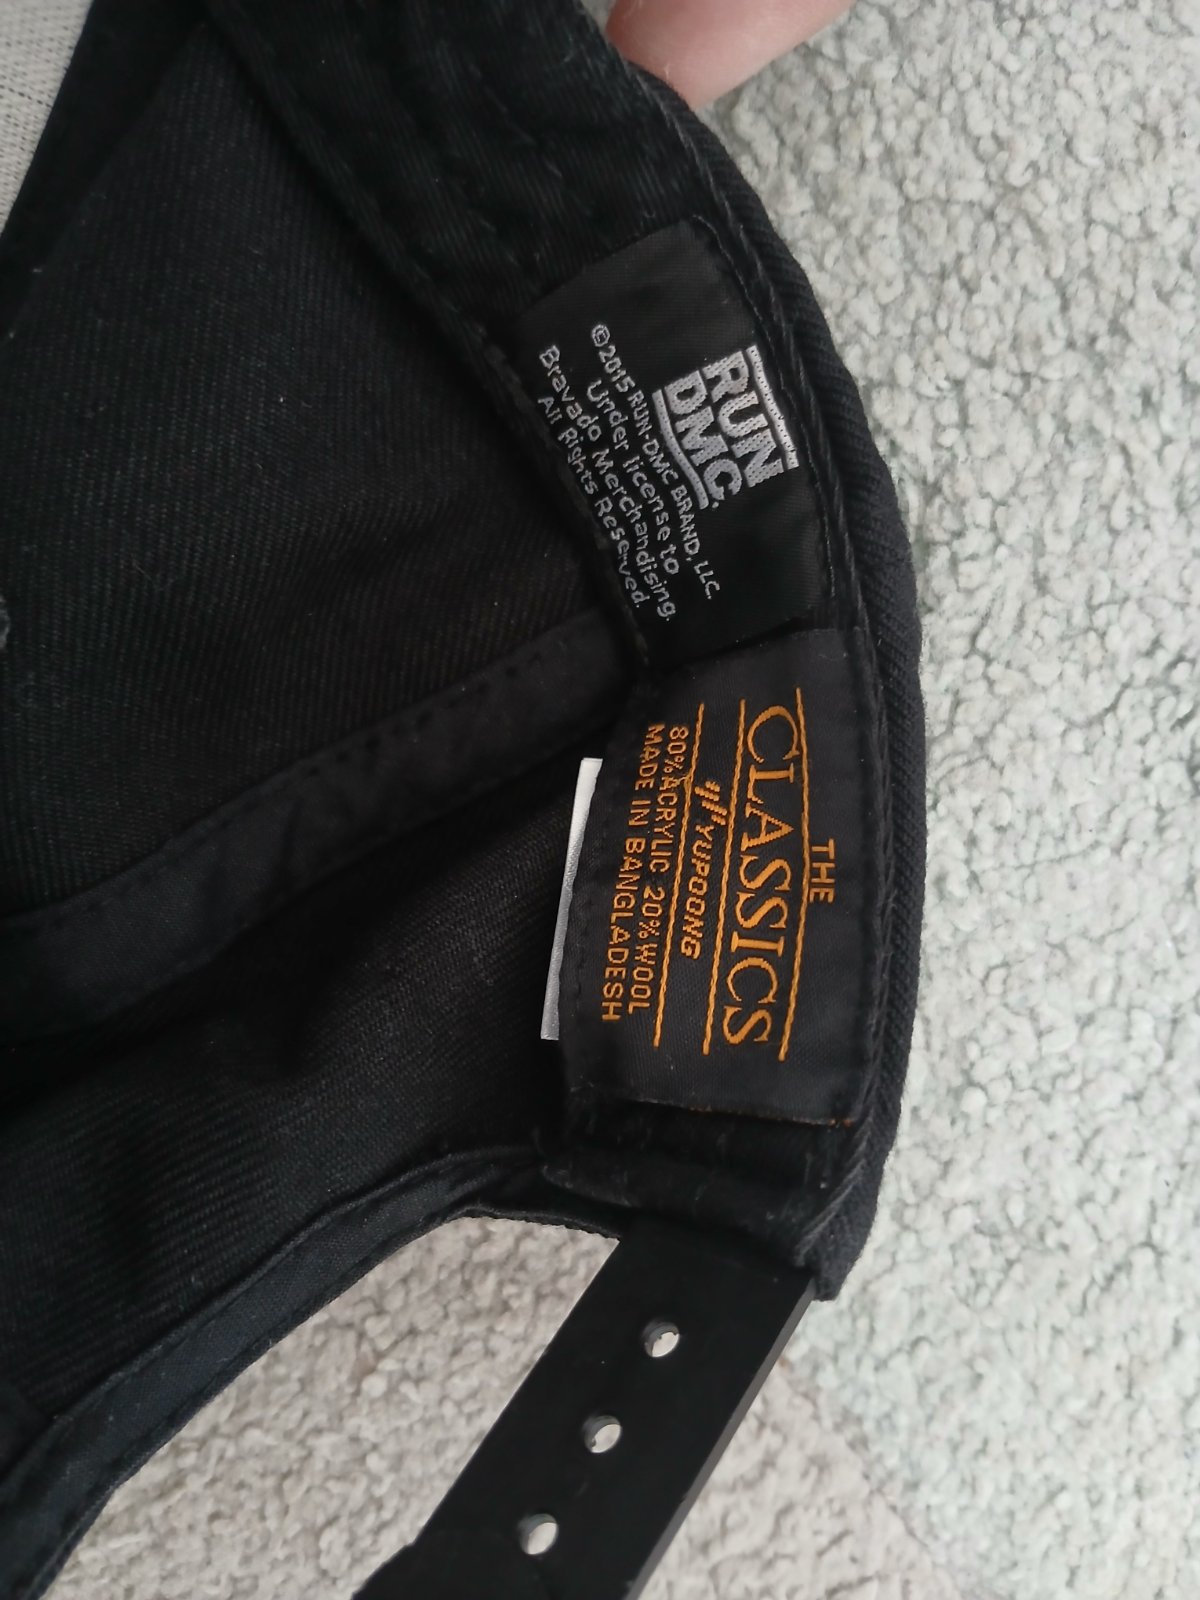 RUN
DMC
©2015 RUN-DMC BRAND, LLC.
Under license to
Bravado Merchandising.
All Rights Reserved.
THE
CLASSICS
YUPOONG
80% ACRYLIC 20% WOOL
MADE IN BANGLADESH